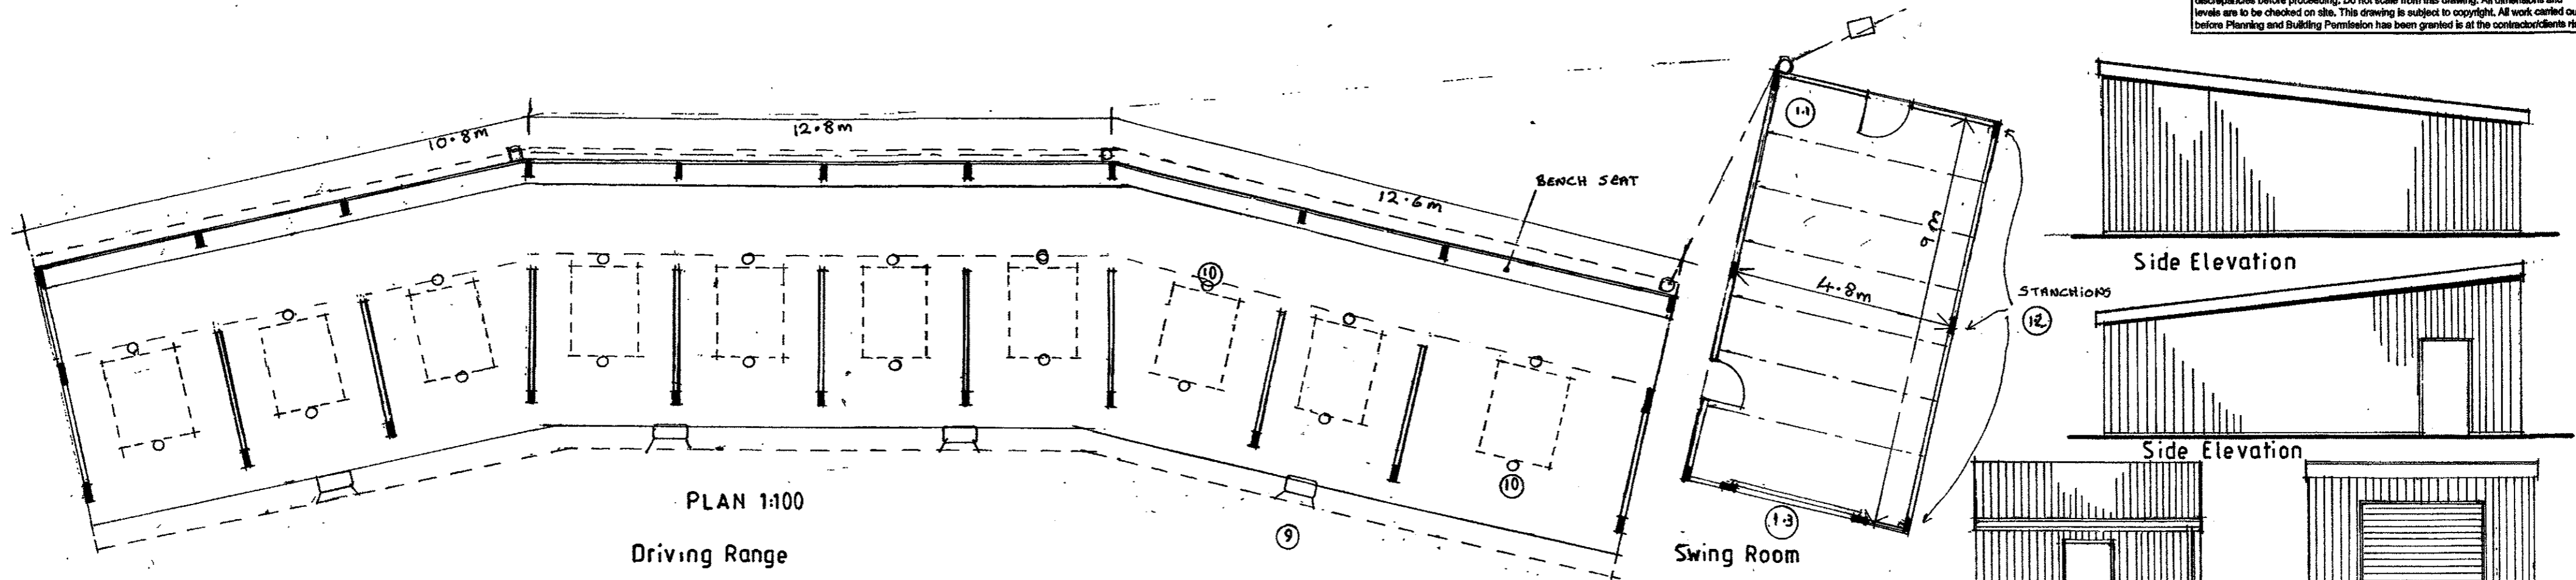 discrepancies before proceeding. Do not scale from this drawing. All dimensions and
levels are to be checked on site. This drawing is subject to copyright. All work carried ou
before Planning and Building Permission has been granted is at the contractor/clients ri
10.8m
12.8m
12.6m
BENCH SEAT
1.1
9m
4.8m
STANCHIONS
12
10
10
9
1.3
PLAN 1:100
Driving Range
Swing Room
Side Elevation
Side Elevation